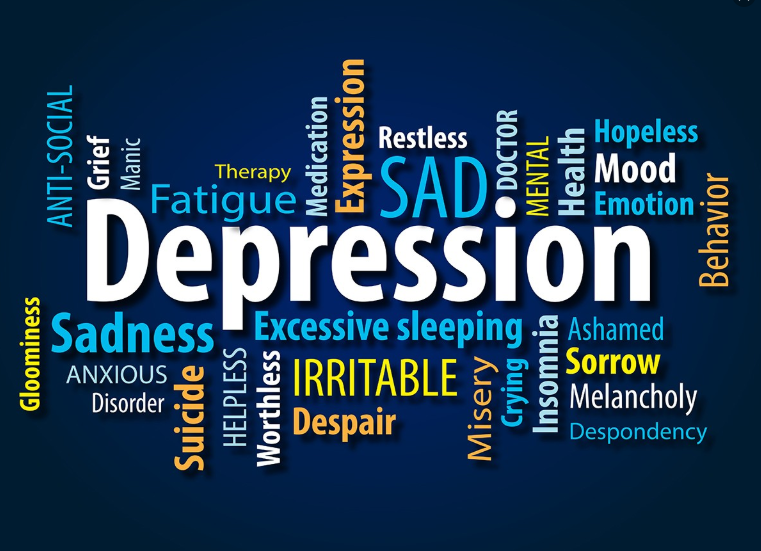 ANTI-SOCIAL
Grief
Manic
Therapy
Fatigue
Medication
Expression
Restless
SAD
DOCTOR
MENTAL
Health
Hopeless
Mood
Emotion
Behavior
Depression
Gloominess
Sadness
ANXIOUS
Disorder
Suicide
HELPLESS
Worthless
Excessive sleeping
IRRITABLE
Despair
Misery
Crying
Insomnia
Ashamed
Sorrow
Melancholy
Despondency